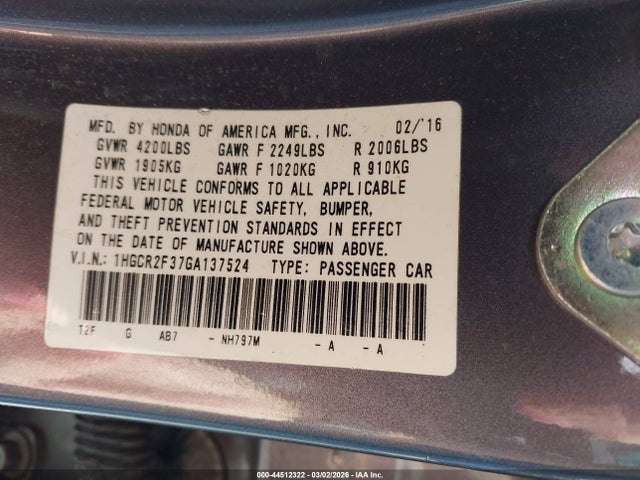 MFD. BY HONDA OF AMERICA MFG., INC. 02/'16
GVWR 4200LBS GAWR F 2249LBS R 2006LBS
GVWR 1905KG GAWR F 1020KG R 910KG
THIS VEHICLE CONFORMS TO ALL APPLICABLE
FEDERAL MOTOR VEHICLE SAFETY, BUMPER,
AND THEFT PREVENTION STANDARDS IN EFFECT
ON THE DATE OF MANUFACTURE SHOWN ABOVE.
V.I.N.: 1HGCR2F37GA137524 TYPE: PASSENGER CAR
T2F G AB7 - NH797M - A - A
000-44512322 | 03/02/2026 | IAA Inc.